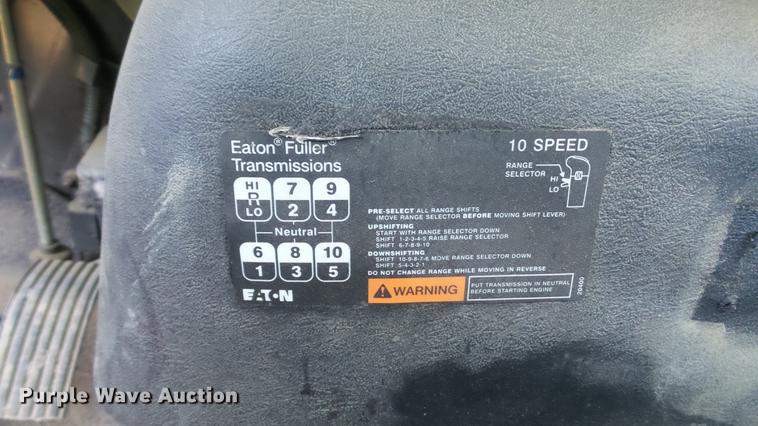 Eaton® Fuller®
Transmissions
10 SPEED
RANGE
SELECTOR
HI
LO
HI 7 9
R
LO 2 4
Neutral
6 8 10
1 3 5
EATON
PRE-SELECT ALL RANGE SHIFTS
(MOVE RANGE SELECTOR BEFORE MOVING SHIFT LEVER)
UPSHIFTING
START WITH RANGE SELECTOR DOWN
SHIFT 1-2-3-4-5 RAISE RANGE SELECTOR
SHIFT 6-7-8-9-10
DOWNSHIFTING
SHIFT 10-9-8-7-6 MOVE RANGE SELECTOR DOWN
SHIFT 5-4-3-2-1
DO NOT CHANGE RANGE WHILE MOVING IN REVERSE
WARNING
PUT TRANSMISSION IN NEUTRAL
BEFORE STARTING ENGINE
20400
Purple Wave Auction